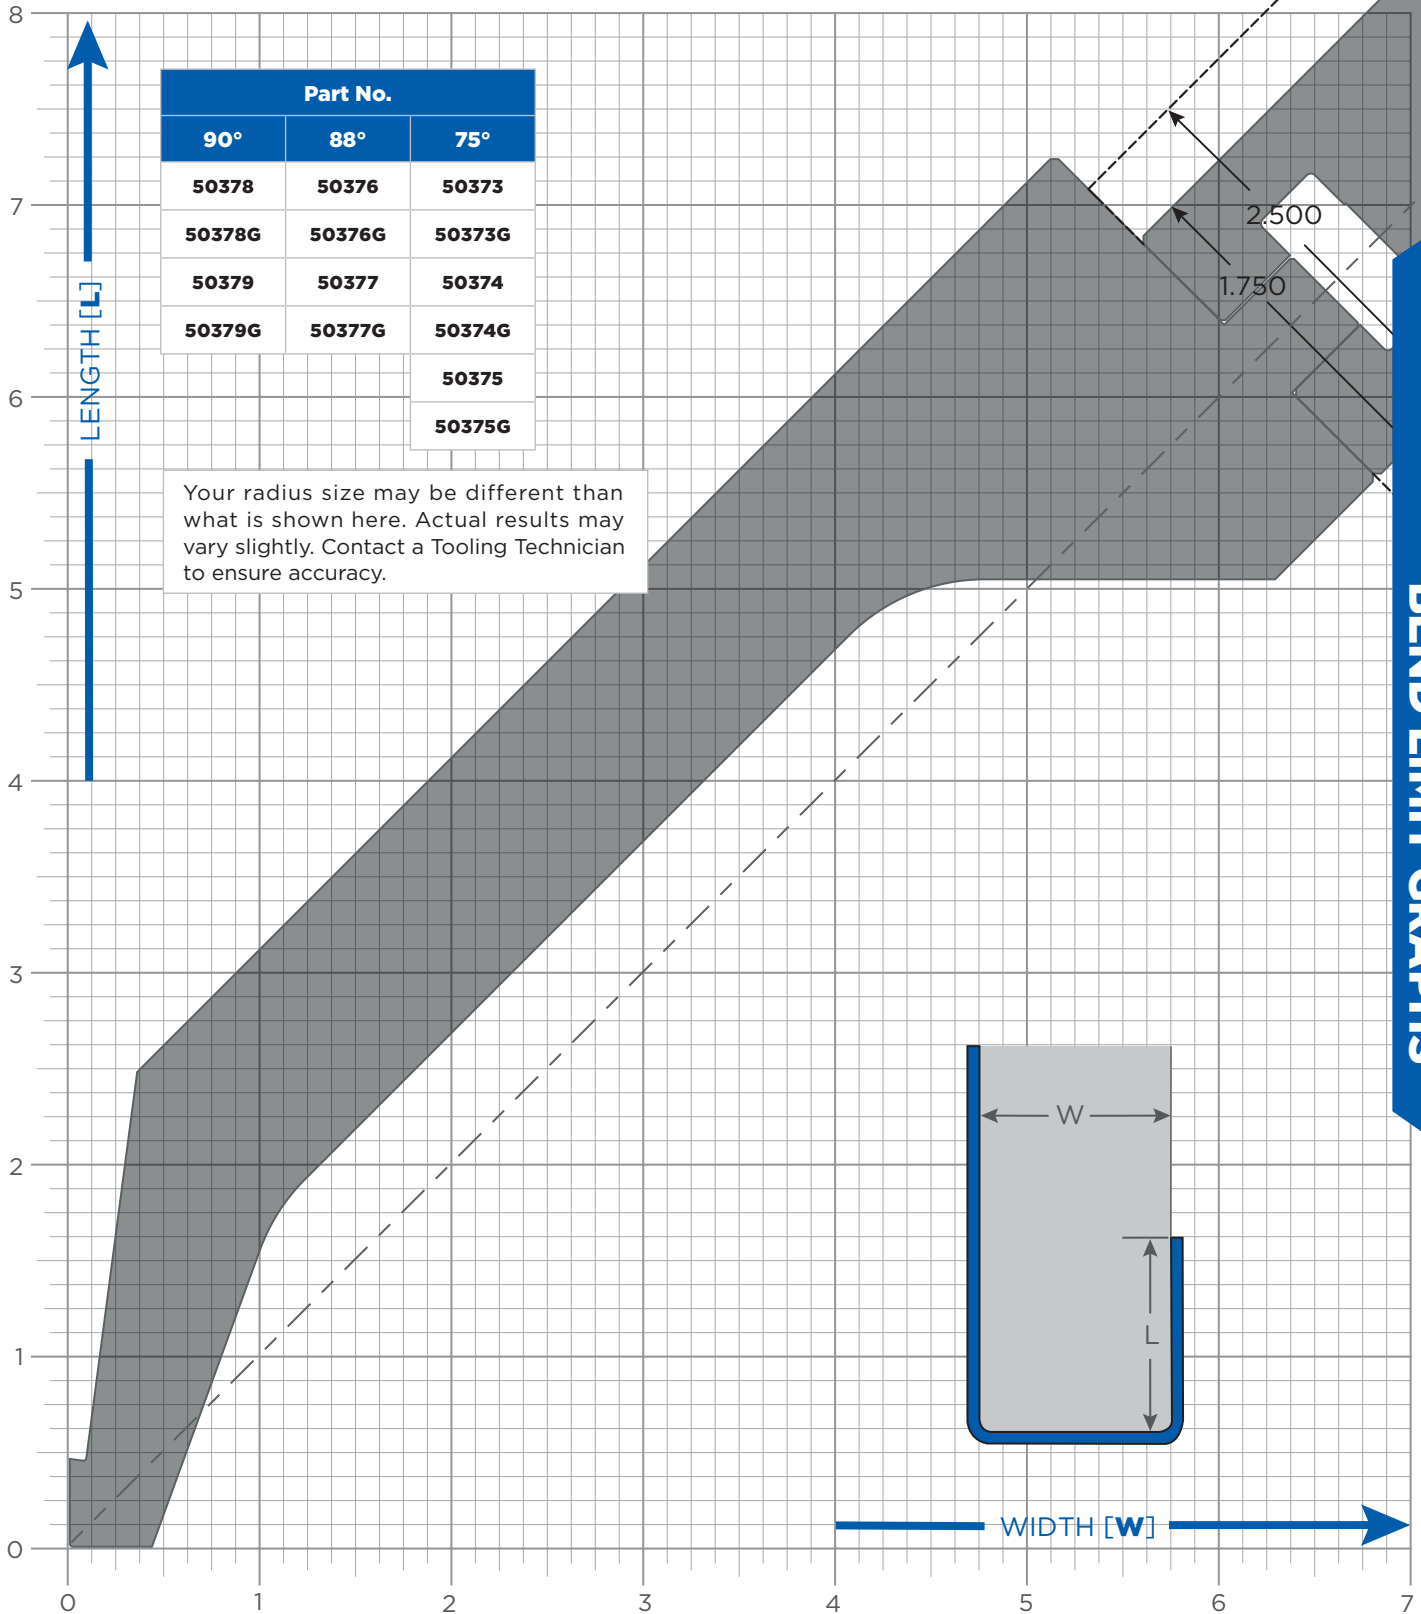 8
7
6
5
4
3
2
1
0
LENGTH [L]
Part No.
90° 88° 75°
50378 50376 50373
50378G 50376G 50373G
50379 50377 50374
50379G 50377G 50374G
50375
50375G
Your radius size may be different than
what is shown here. Actual results may
vary slightly. Contact a Tooling Technician
to ensure accuracy.
2.500
1.750
BEND LIMIT GRAPHS
W
L
WIDTH [W]
0 1 2 3 4 5 6 7